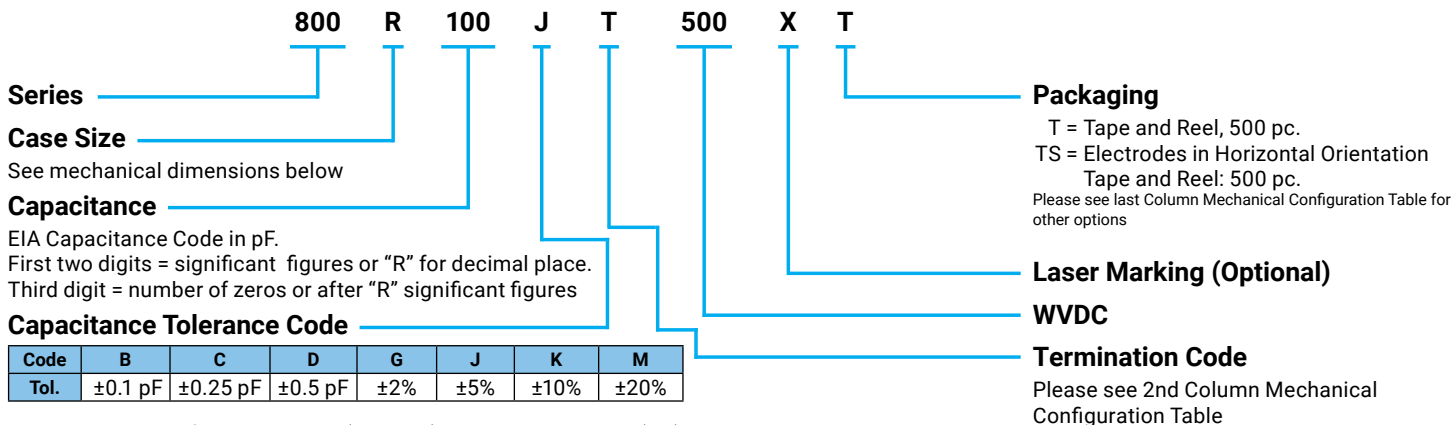 800 R 100 J T 500 X T
Series
Case Size
See mechanical dimensions below
Capacitance
EIA Capacitance Code in pF.
First two digits = significant figures or “R” for decimal place.
Third digit = number of zeros or after “R” significant figures
Capacitance Tolerance Code
Code B C D G J K M
Tol. ±0.1 pF ±0.25 pF ±0.5 pF ±2% ±5% ±10% ±20%
Packaging
T = Tape and Reel, 500 pc.
TS = Electrodes in Horizontal Orientation
Tape and Reel: 500 pc.
Please see last Column Mechanical Configuration Table for
other options
Laser Marking (Optional)
WVDC
Termination Code
Please see 2nd Column Mechanical
Configuration Table